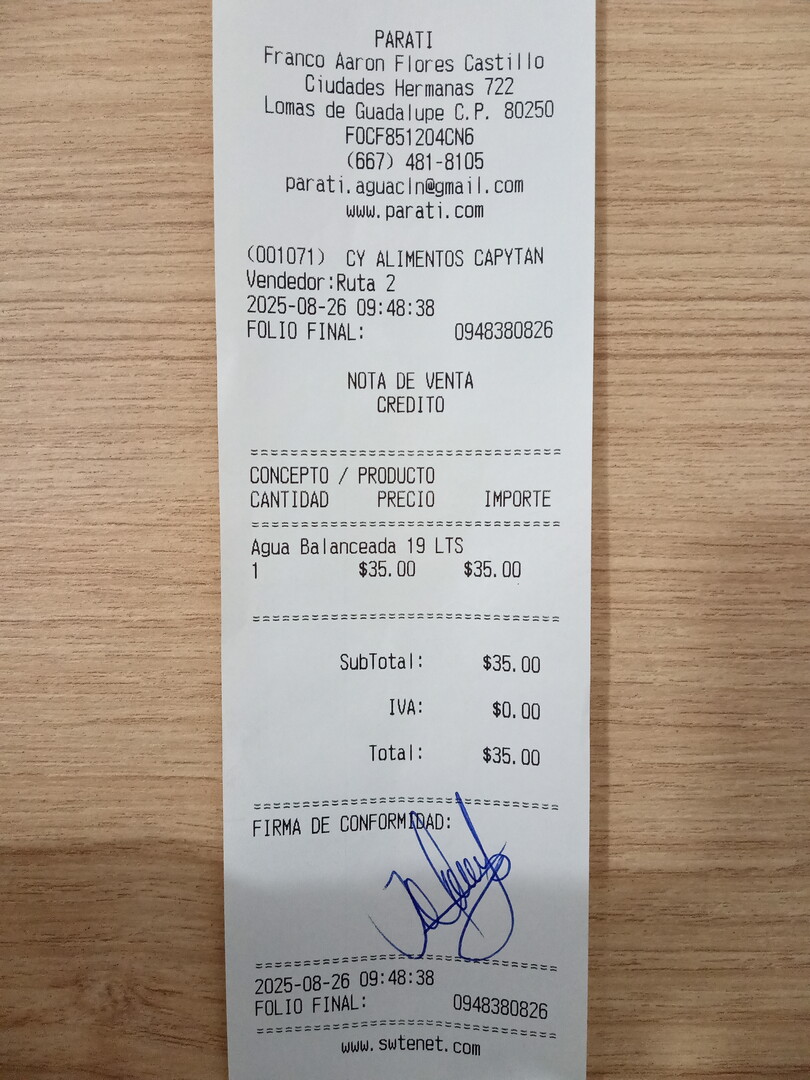 PARATI
Franco Aaron Flores Castillo
Ciudades Hermanas 722
Lomas de Guadalupe C.P. 80250
FOCF851204CN6
(667) 481-8105
parati.aguacln@gmail.com
www.parati.com
(001071) CY ALIMENTOS CAPYTAN
Vendedor:Ruta 2
2025-08-26 09:48:38
FOLIO FINAL: 0948380826
NOTA DE VENTA
CREDITO
===============================
CONCEPTO / PRODUCTO
CANTIDAD PRECIO IMPORTE
===============================
Agua Balanceada 19 LTS
1 $35.00 $35.00
===============================
SubTotal: $35.00
IVA: $0.00
Total: $35.00
===============================
FIRMA DE CONFORMIDAD:
===============================
2025-08-26 09:48:38
FOLIO FINAL: 0948380826
===============================
www.swtenet.com